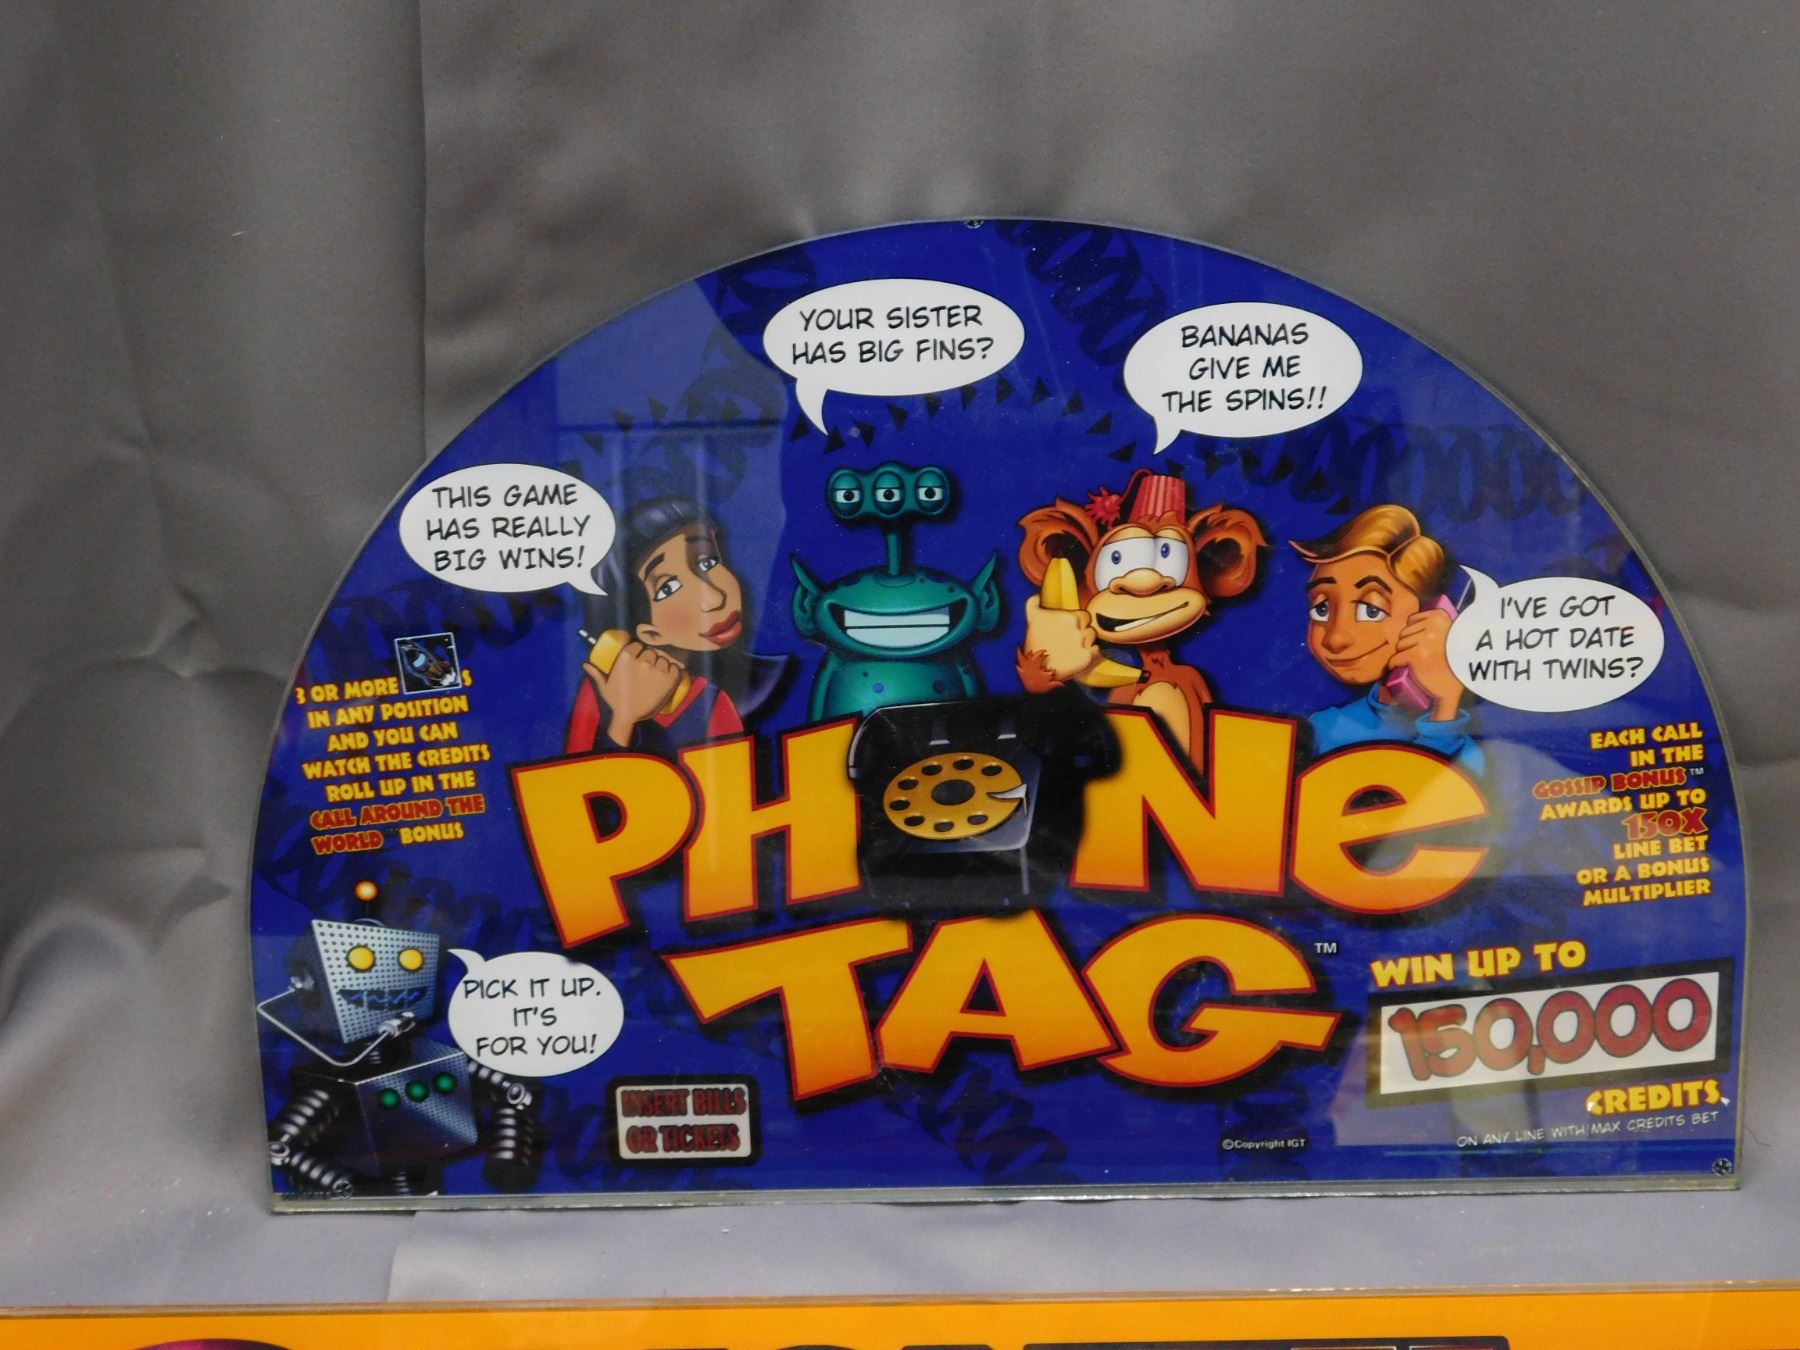 YOUR SISTER
HAS BIG FINS?
BANANAS
GIVE ME
THE SPINS!!
THIS GAME
HAS REALLY
BIG WINS!
I'VE GOT
A HOT DATE
WITH TWINS?
3 OR MORE S
IN ANY POSITION
AND YOU CAN
WATCH THE CREDITS
ROLL UP IN THE
CALL AROUND THE
WORLD BONUS
PHONE
TAG™
EACH CALL
IN THE
GOSSIP BONUS™
AWARDS UP TO
150X
LINE BET
OR A BONUS
MULTIPLIER
PICK IT UP.
IT'S
FOR YOU!
WIN UP TO
150,000
CREDITS
ON ANY LINE WITH MAX CREDITS BET
INSERT BILLS
OR TICKETS
©Copyright IGT